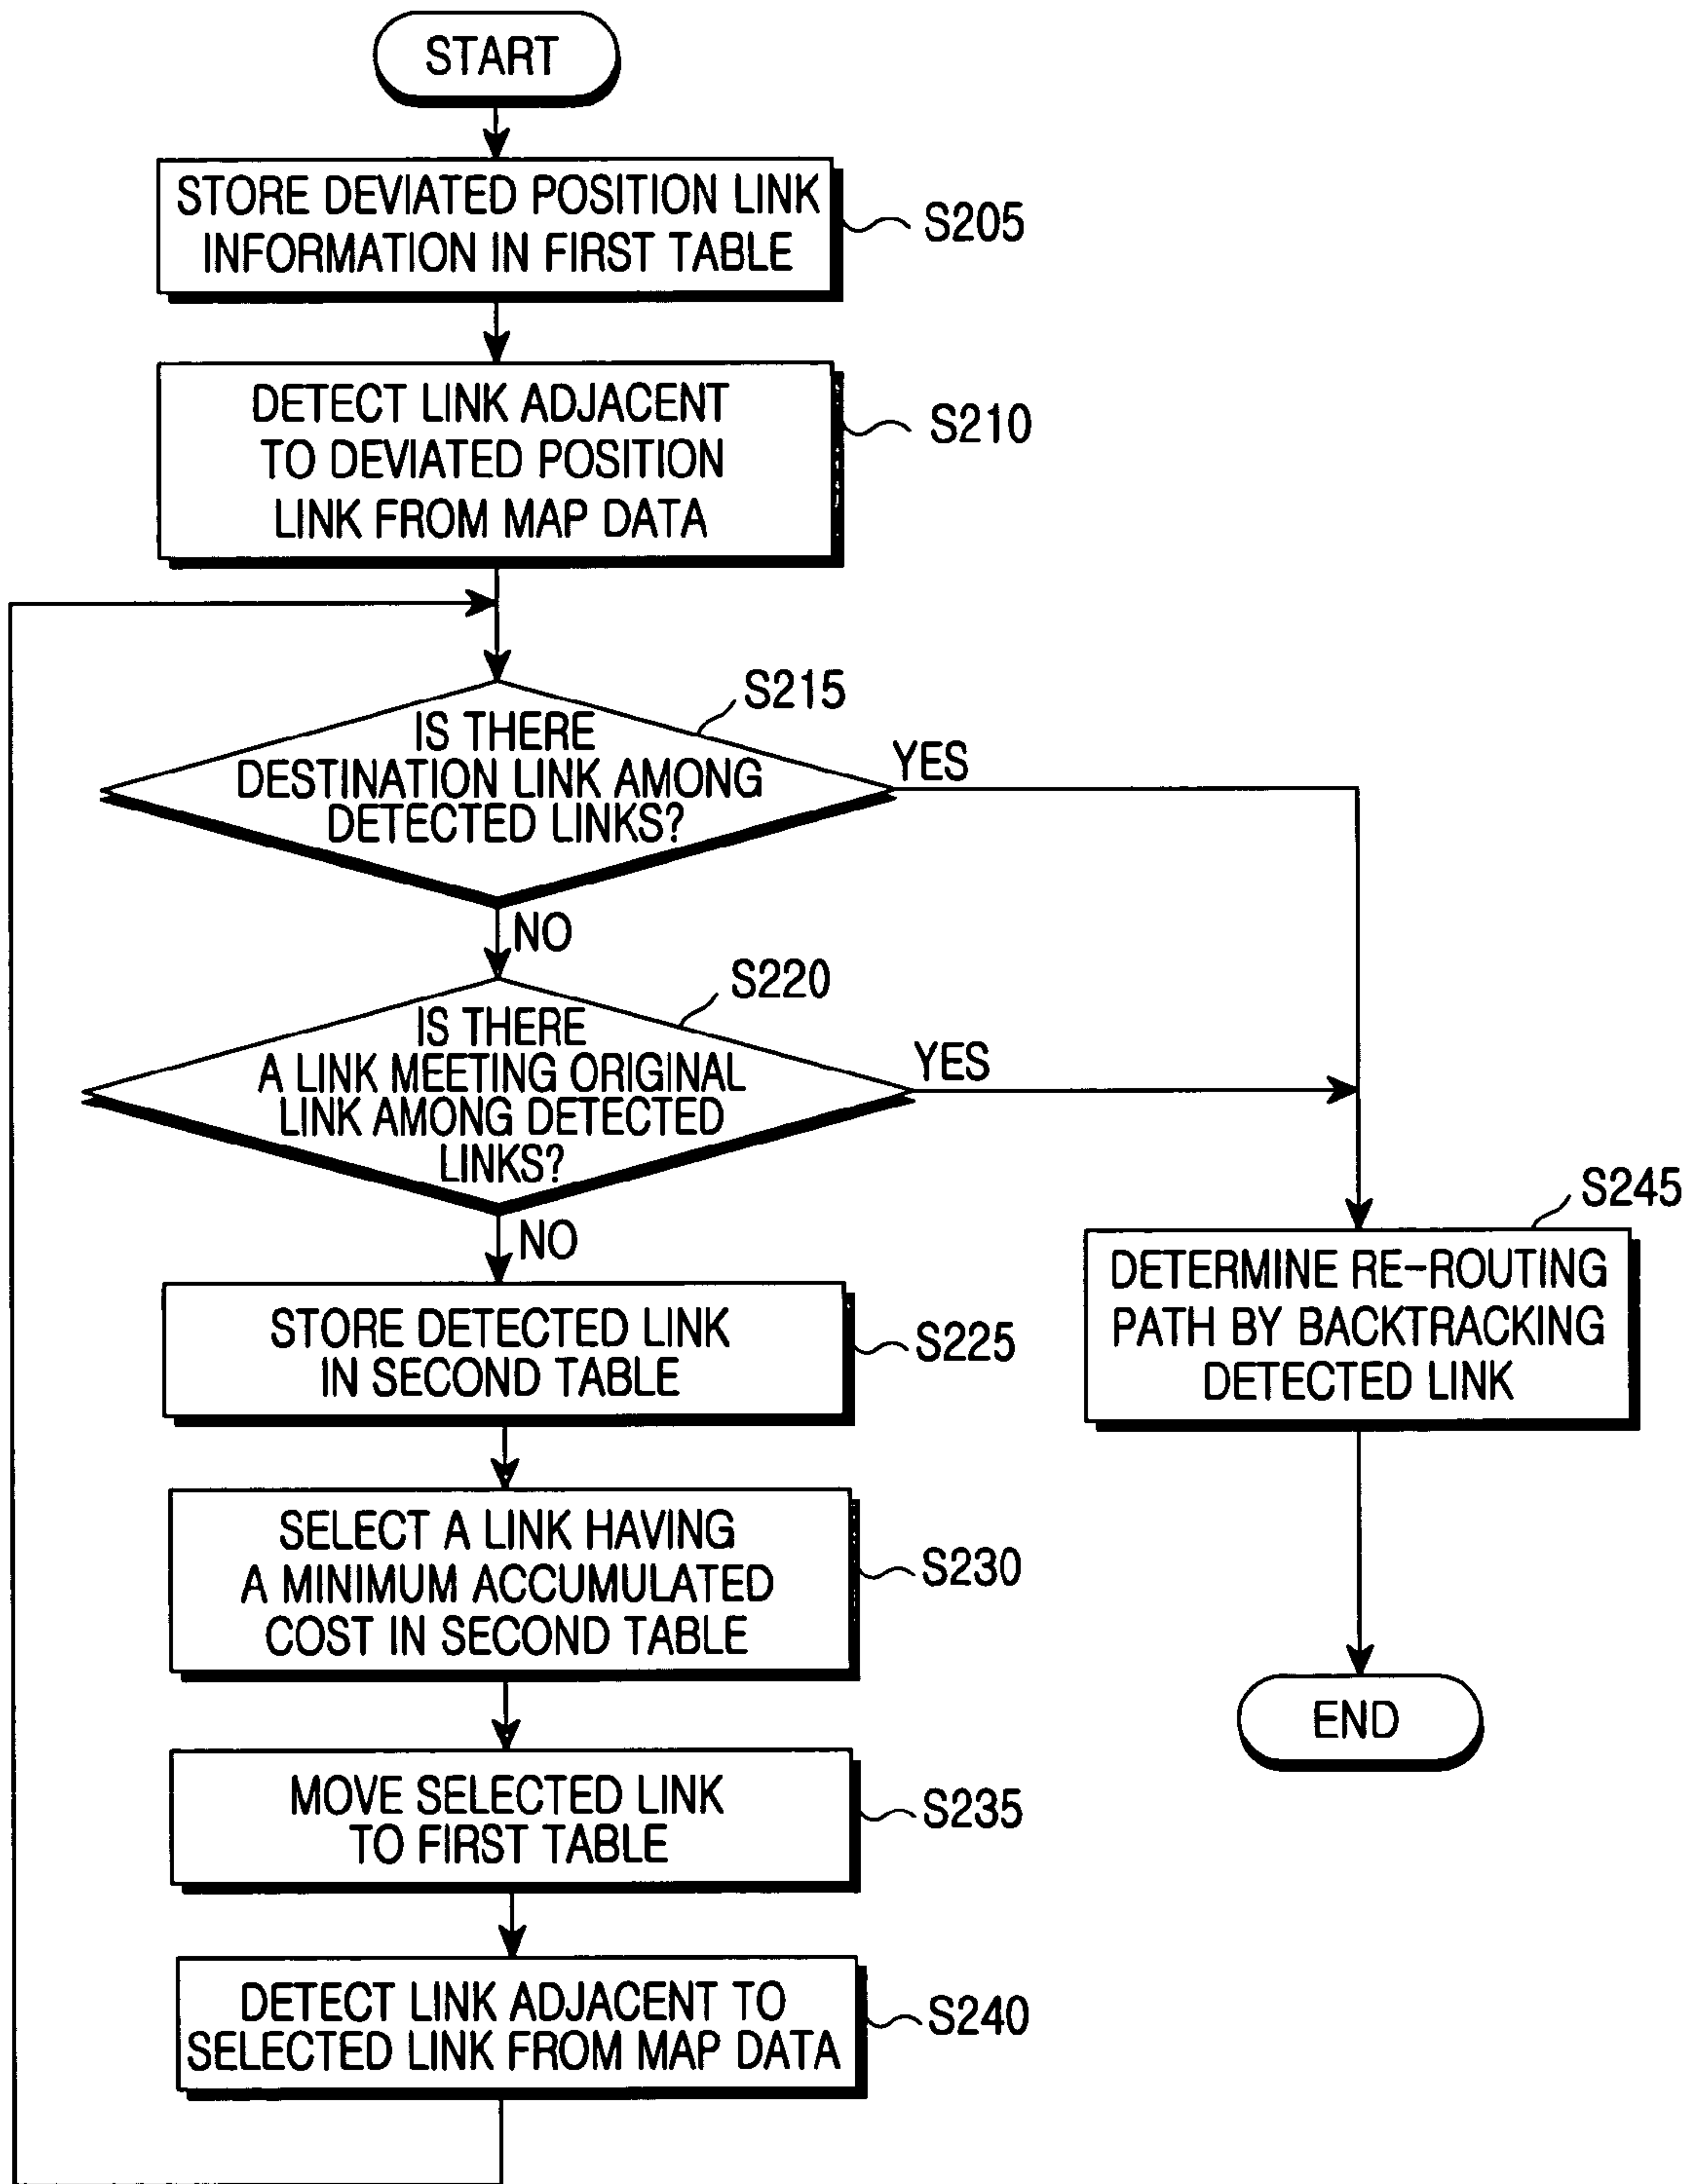 START
STORE DEVIATED POSITION LINK
INFORMATION IN FIRST TABLE
S205
DETECT LINK ADJACENT
TO DEVIATED POSITION
LINK FROM MAP DATA
S210
S215
IS THERE
DESTINATION LINK AMONG
DETECTED LINKS?
YES
NO
S220
IS THERE
A LINK MEETING ORIGINAL
LINK AMONG DETECTED
LINKS?
YES
NO
S245
DETERMINE RE-ROUTING
PATH BY BACKTRACKING
DETECTED LINK
STORE DETECTED LINK
IN SECOND TABLE
S225
SELECT A LINK HAVING
A MINIMUM ACCUMULATED
COST IN SECOND TABLE
S230
END
MOVE SELECTED LINK
TO FIRST TABLE
S235
DETECT LINK ADJACENT TO
SELECTED LINK FROM MAP DATA
S240